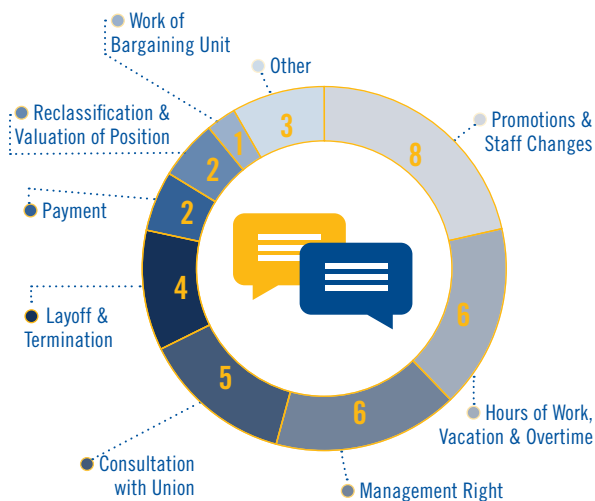 Work of
Bargaining Unit
Other
Reclassification &
Valuation of Position
Promotions &
Staff Changes
Payment
Layoff &
Termination
Hours of Work,
Vacation & Overtime
Consultation
with Union
Management Right
3
1
8
2
2
4
6
5
6